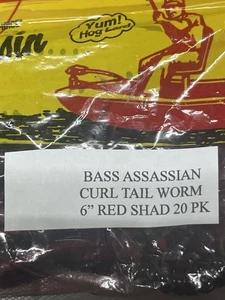 Yum!
Hog
BASS ASSASSIAN
CURL TAIL WORM
6” RED SHAD 20 PK